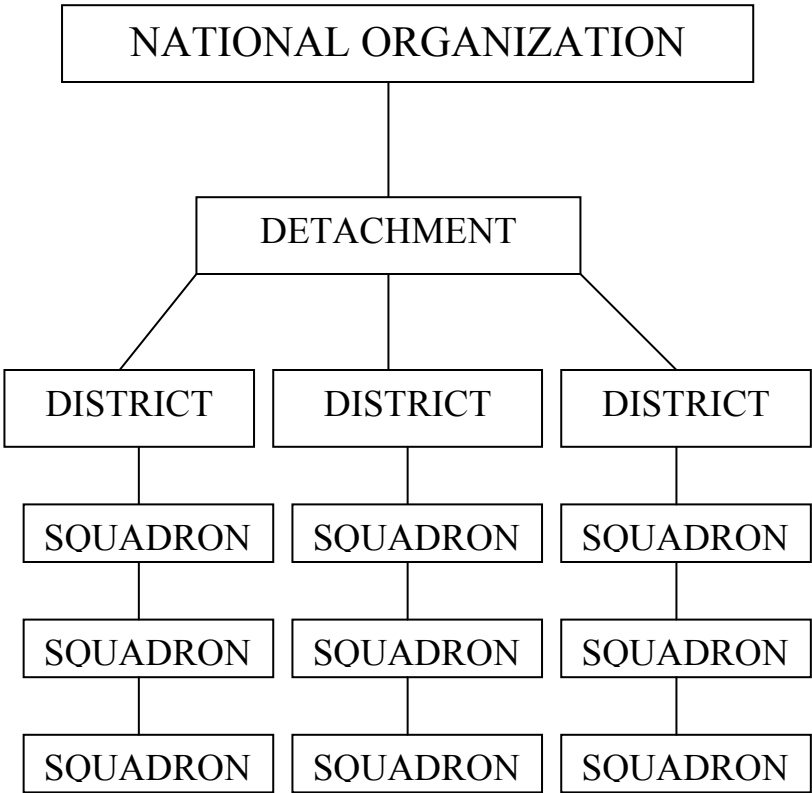 NATIONAL ORGANIZATION
DETACHMENT
DISTRICT DISTRICT DISTRICT
SQUADRON SQUADRON SQUADRON
SQUADRON SQUADRON SQUADRON
SQUADRON SQUADRON SQUADRON